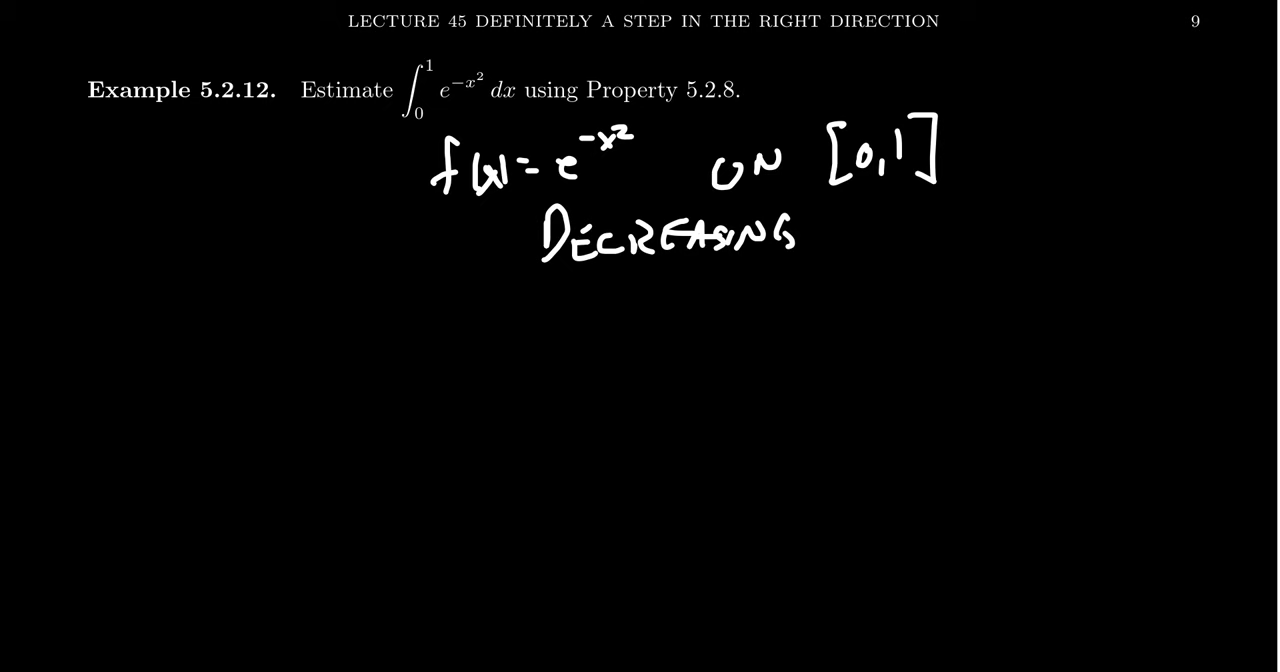 LECTURE 45 DEFINITELY A STEP IN THE RIGHT DIRECTION 9
Example 5.2.12. Estimate ∫₀¹ e^{−x²} dx using Property 5.2.8.
f(x) = e^{−x²} ON [0,1]
DECREASING